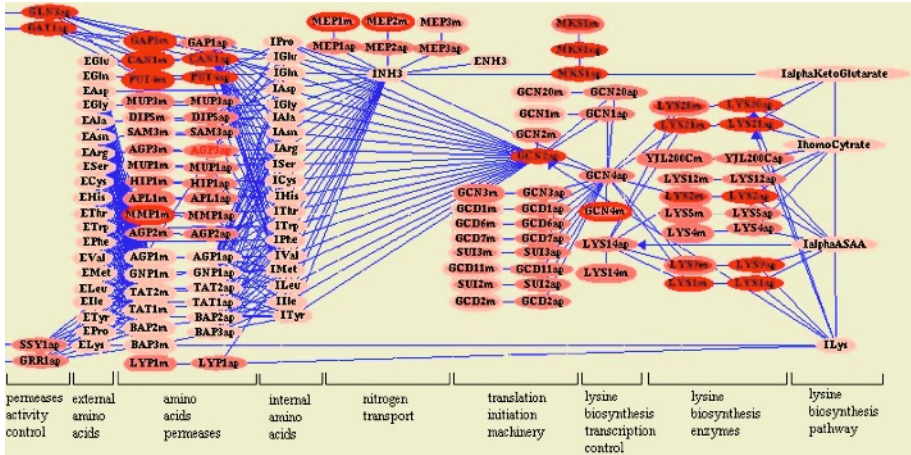 GLN3ap
GAT1ap
SSY1ap
GRR1ap
EGlu
EGln
EAsp
EGly
EAla
EAsn
EArg
ESer
ECys
EHis
EThr
ETrp
EPhe
EVal
EMet
ELeu
EIle
ETyr
EPro
ELys
GAP1m GAP1ap
CAN1m CAN1ap
PUT4m PUT4ap
MUP3m MUP3ap
DIP5m DIP5ap
SAM3m SAM3ap
AGP3m AGP3ap
MUP1m MUP1ap
HIP1m HIP1ap
APL1m APL1ap
MMP1m MMP1ap
AGP2m AGP2ap
AGP1m AGP1ap
GNP1m GNP1ap
TAT2m TAT2ap
TAT1m TAT1ap
BAP2m BAP2ap
BAP3m BAP3ap
LYP1m LYP1ap
IPro
IGlu
IGln
IAsp
IGly
IAla
IAsn
IArg
ISer
ICys
IHis
IThr
ITrp
IPhe
IVal
IMet
ILeu
IIle
ITyr
MEP1m MEP2m MEP3m
MEP1ap MEP2ap MEP3ap
INH3 ENH3
MKS1m
MKS1ap
GCN20m GCN20ap
GCN1m GCN1ap
GCN2m
GCN2ap
GCN4ap
GCN3m GCN3ap
GCD1m GCD1ap
GCN4m
GCD6m GCD6ap
GCD7m GCD7ap
SUI3m SUI3ap
LYS14ap
GCD11m GCD11ap
LYS14m
SUI2m SUI2ap
GCD2m GCD2ap
LYS20m LYS20ap
LYS21m LYS21ap
YJL200Cm YJL200Cap
LYS12m LYS12ap
LYS2m LYS2ap
LYS5m LYS5ap
LYS4m LYS4ap
LYS9m LYS9ap
LYS1m LYS1ap
IalphaKetoGlutarate
IhomoCytrate
IalphaASAA
ILys
permeases
activity
control
external
amino
acids
amino
acids
permeases
internal
amino
acids
nitrogen
transport
translation
initiation
machinery
lysine
biosynthesis
transcription
control
lysine
biosynthesis
enzymes
lysine
biosynthesis
pathway